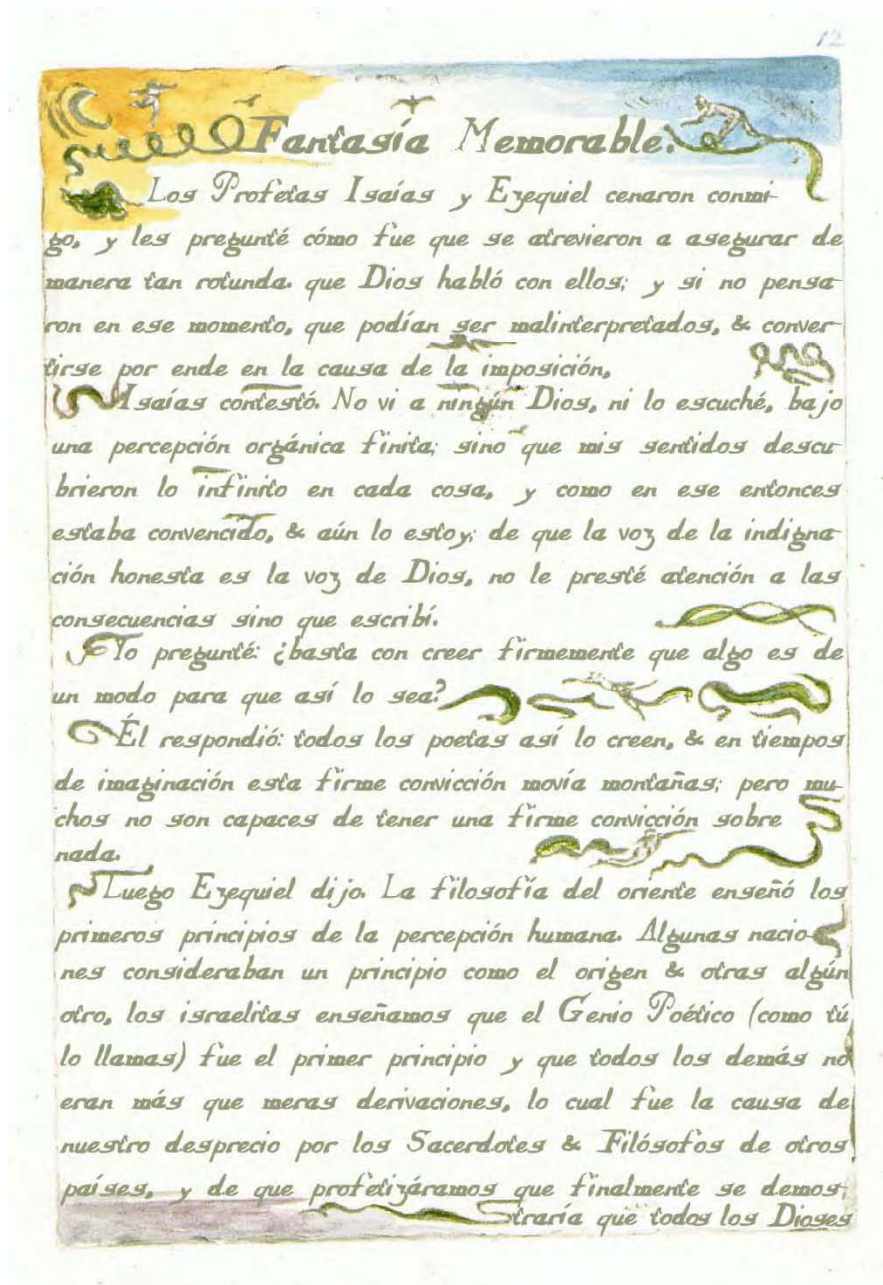 12
Fantasía Memorable.
Los Profetas Isaías y Ezequiel cenaron conmi-
go, y les pregunté cómo fue que se atrevieron a asegurar de
manera tan rotunda. que Dios habló con ellos; y si no pensa-
ron en ese momento, que podían ser malinterpretados, & conver-
tirse por ende en la causa de la imposición,
Isaías contestó. No vi a ningún Dios, ni lo escuché, bajo
una percepción orgánica finita; sino que mis sentidos descu-
brieron lo infinito en cada cosa, y como en ese entonces
estaba convencido, & aún lo estoy; de que la voz de la indigna-
ción honesta es la voz de Dios, no le presté atención a las
consecuencias sino que escribí.
Yo pregunté: ¿basta con creer firmemente que algo es de
un modo para que así lo sea?
Él respondió: todos los poetas así lo creen, & en tiempos
de imaginación esta firme convicción movía montañas; pero mu-
chos no son capaces de tener una firme convicción sobre
nada.
Luego Ezequiel dijo. La filosofía del oriente enseñó los
primeros principios de la percepción humana. Algunas nacio-
nes consideraban un principio como el origen & otras algún
otro, los israelitas enseñamos que el Genio Poético (como tú
lo llamas) fue el primer principio y que todos los demás no
eran más que meras derivaciones, lo cual fue la causa de
nuestro desprecio por los Sacerdotes & Filósofos de otros
países, y de que profetizáramos que finalmente se demos-
traría que todos los Dioses